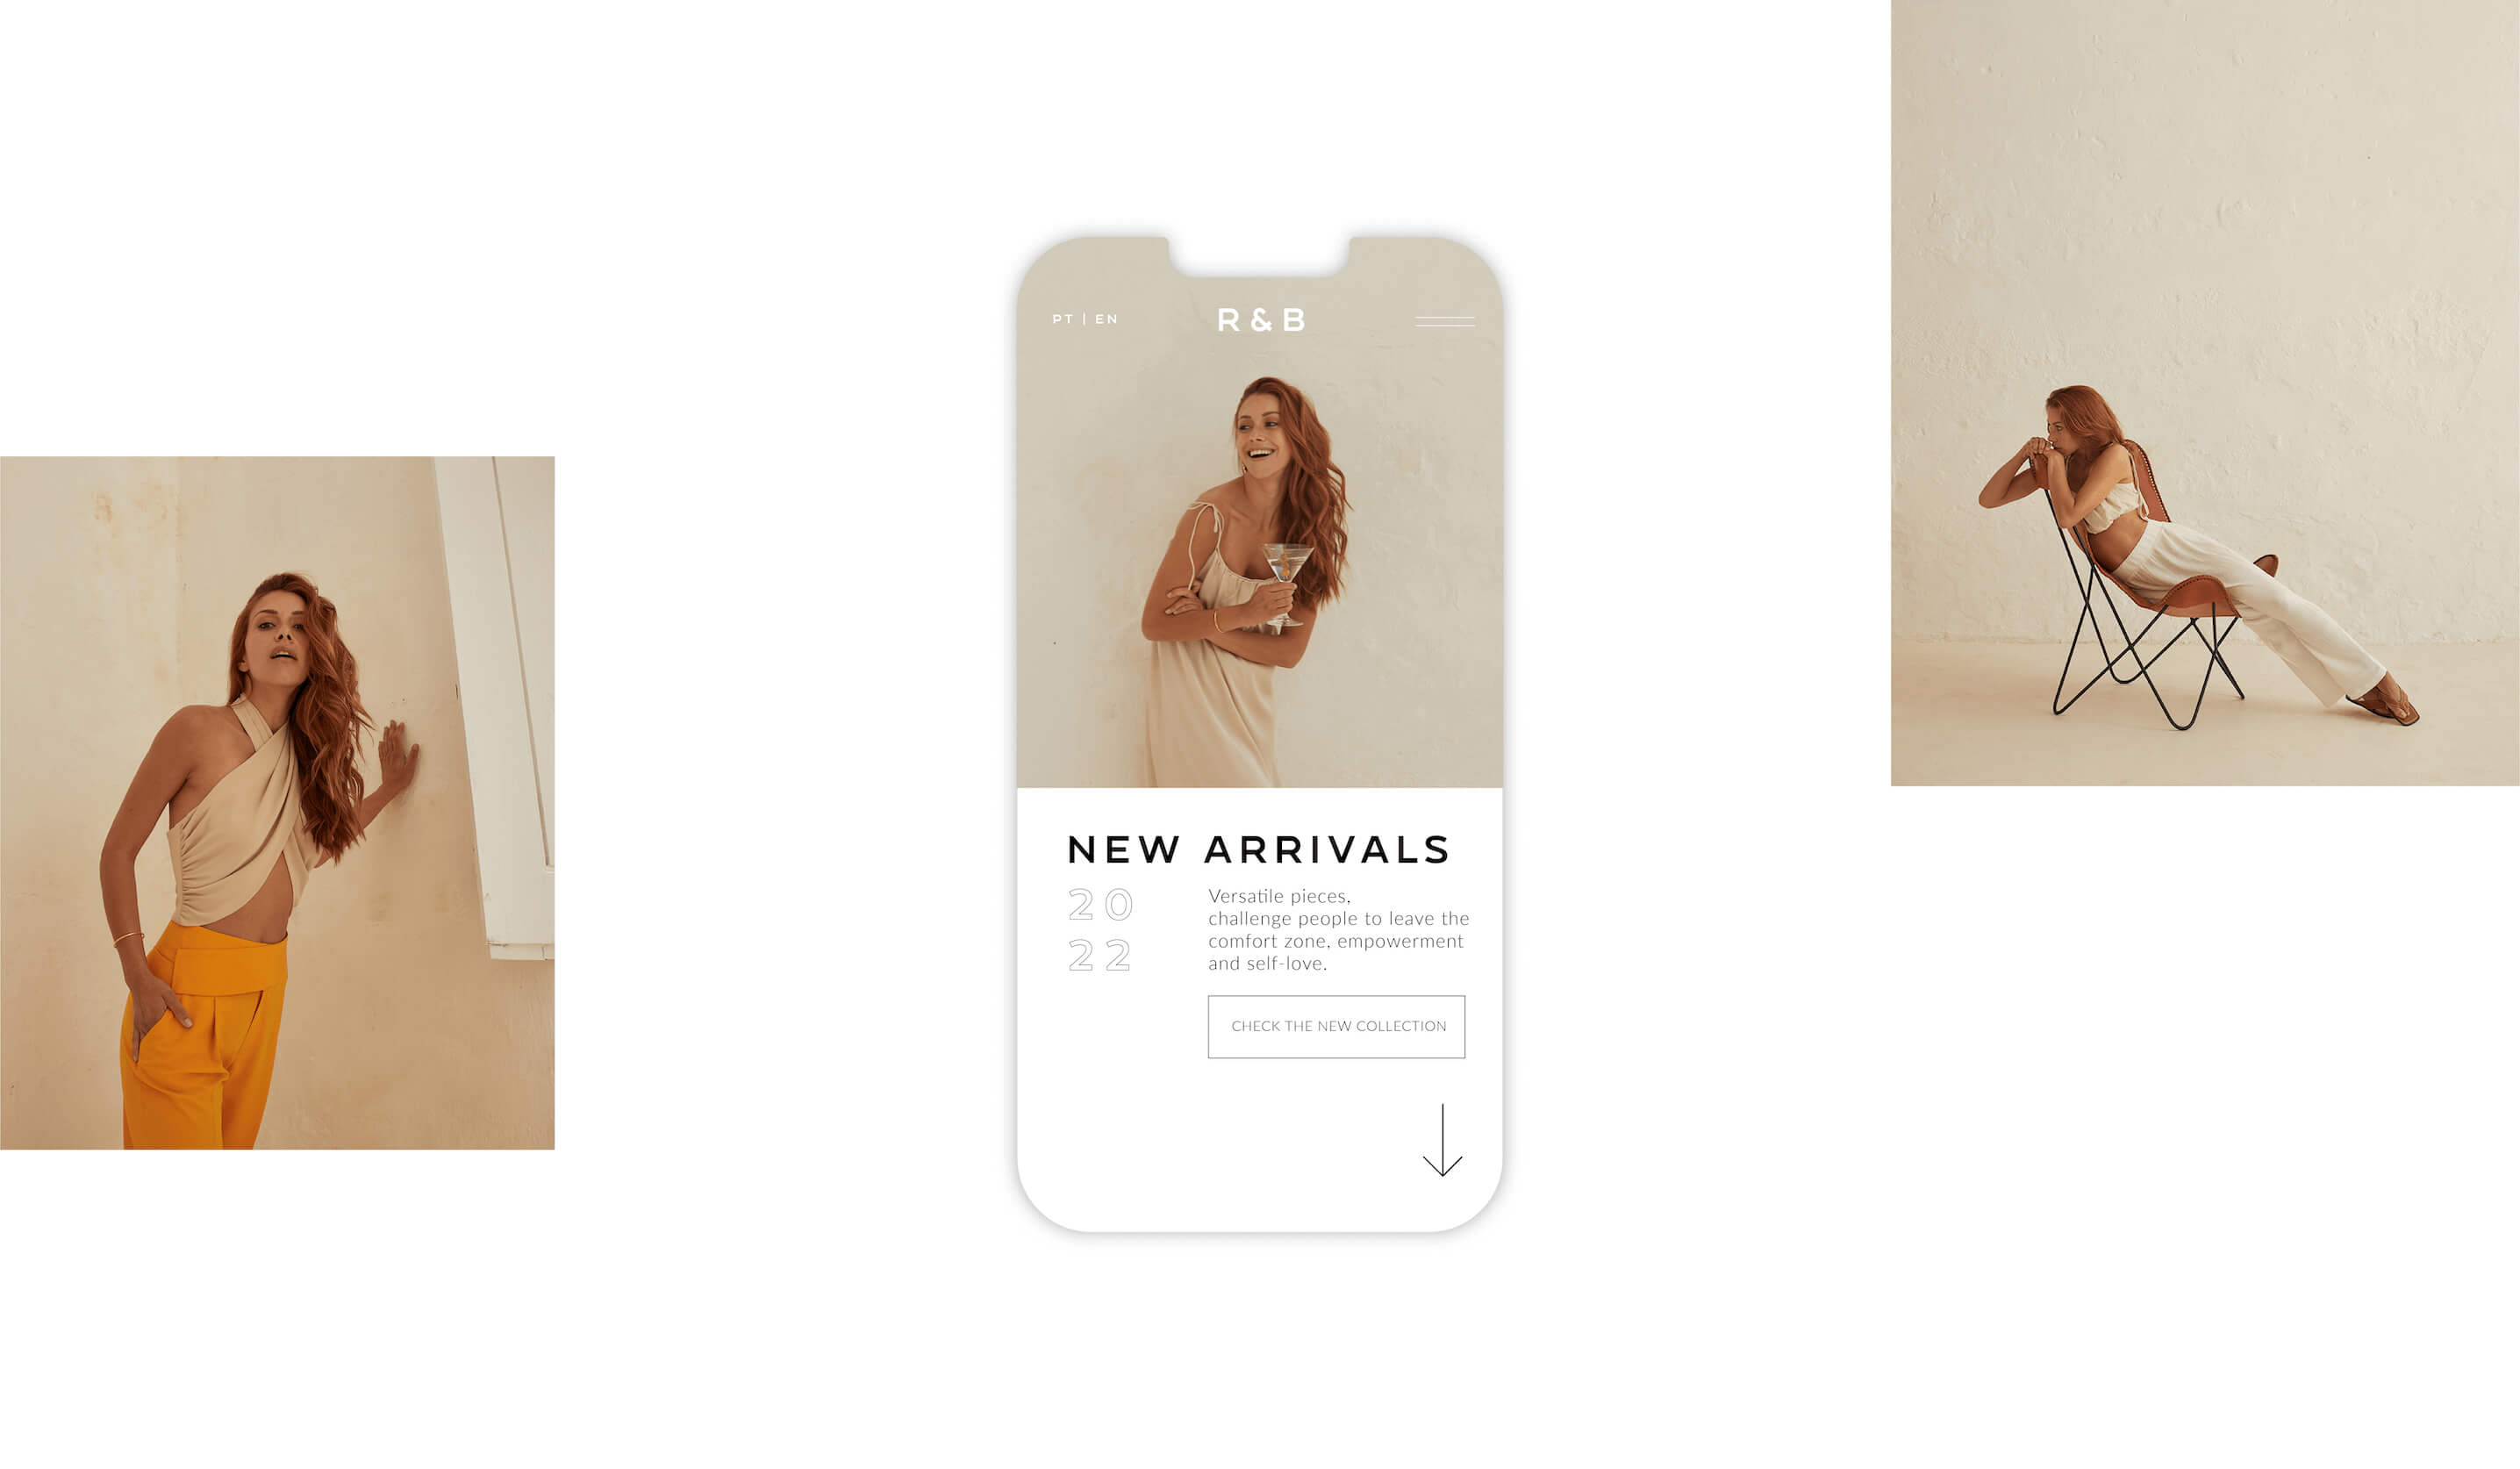 PT | EN
R & B
NEW ARRIVALS
20
22
Versatile pieces,
challenge people to leave the
comfort zone, empowerment
and self-love.
CHECK THE NEW COLLECTION